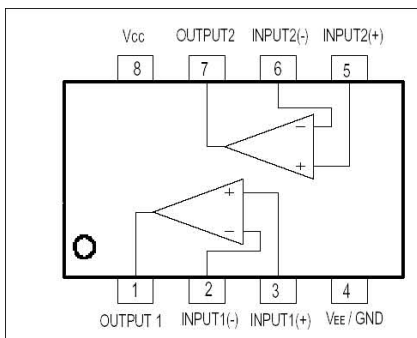 Vcc OUTPUT2 INPUT2(-) INPUT2(+)
8 7 6 5
−
+
+
−
1 2 3 4
OUTPUT 1 INPUT1(-) INPUT1(+) VEE / GND